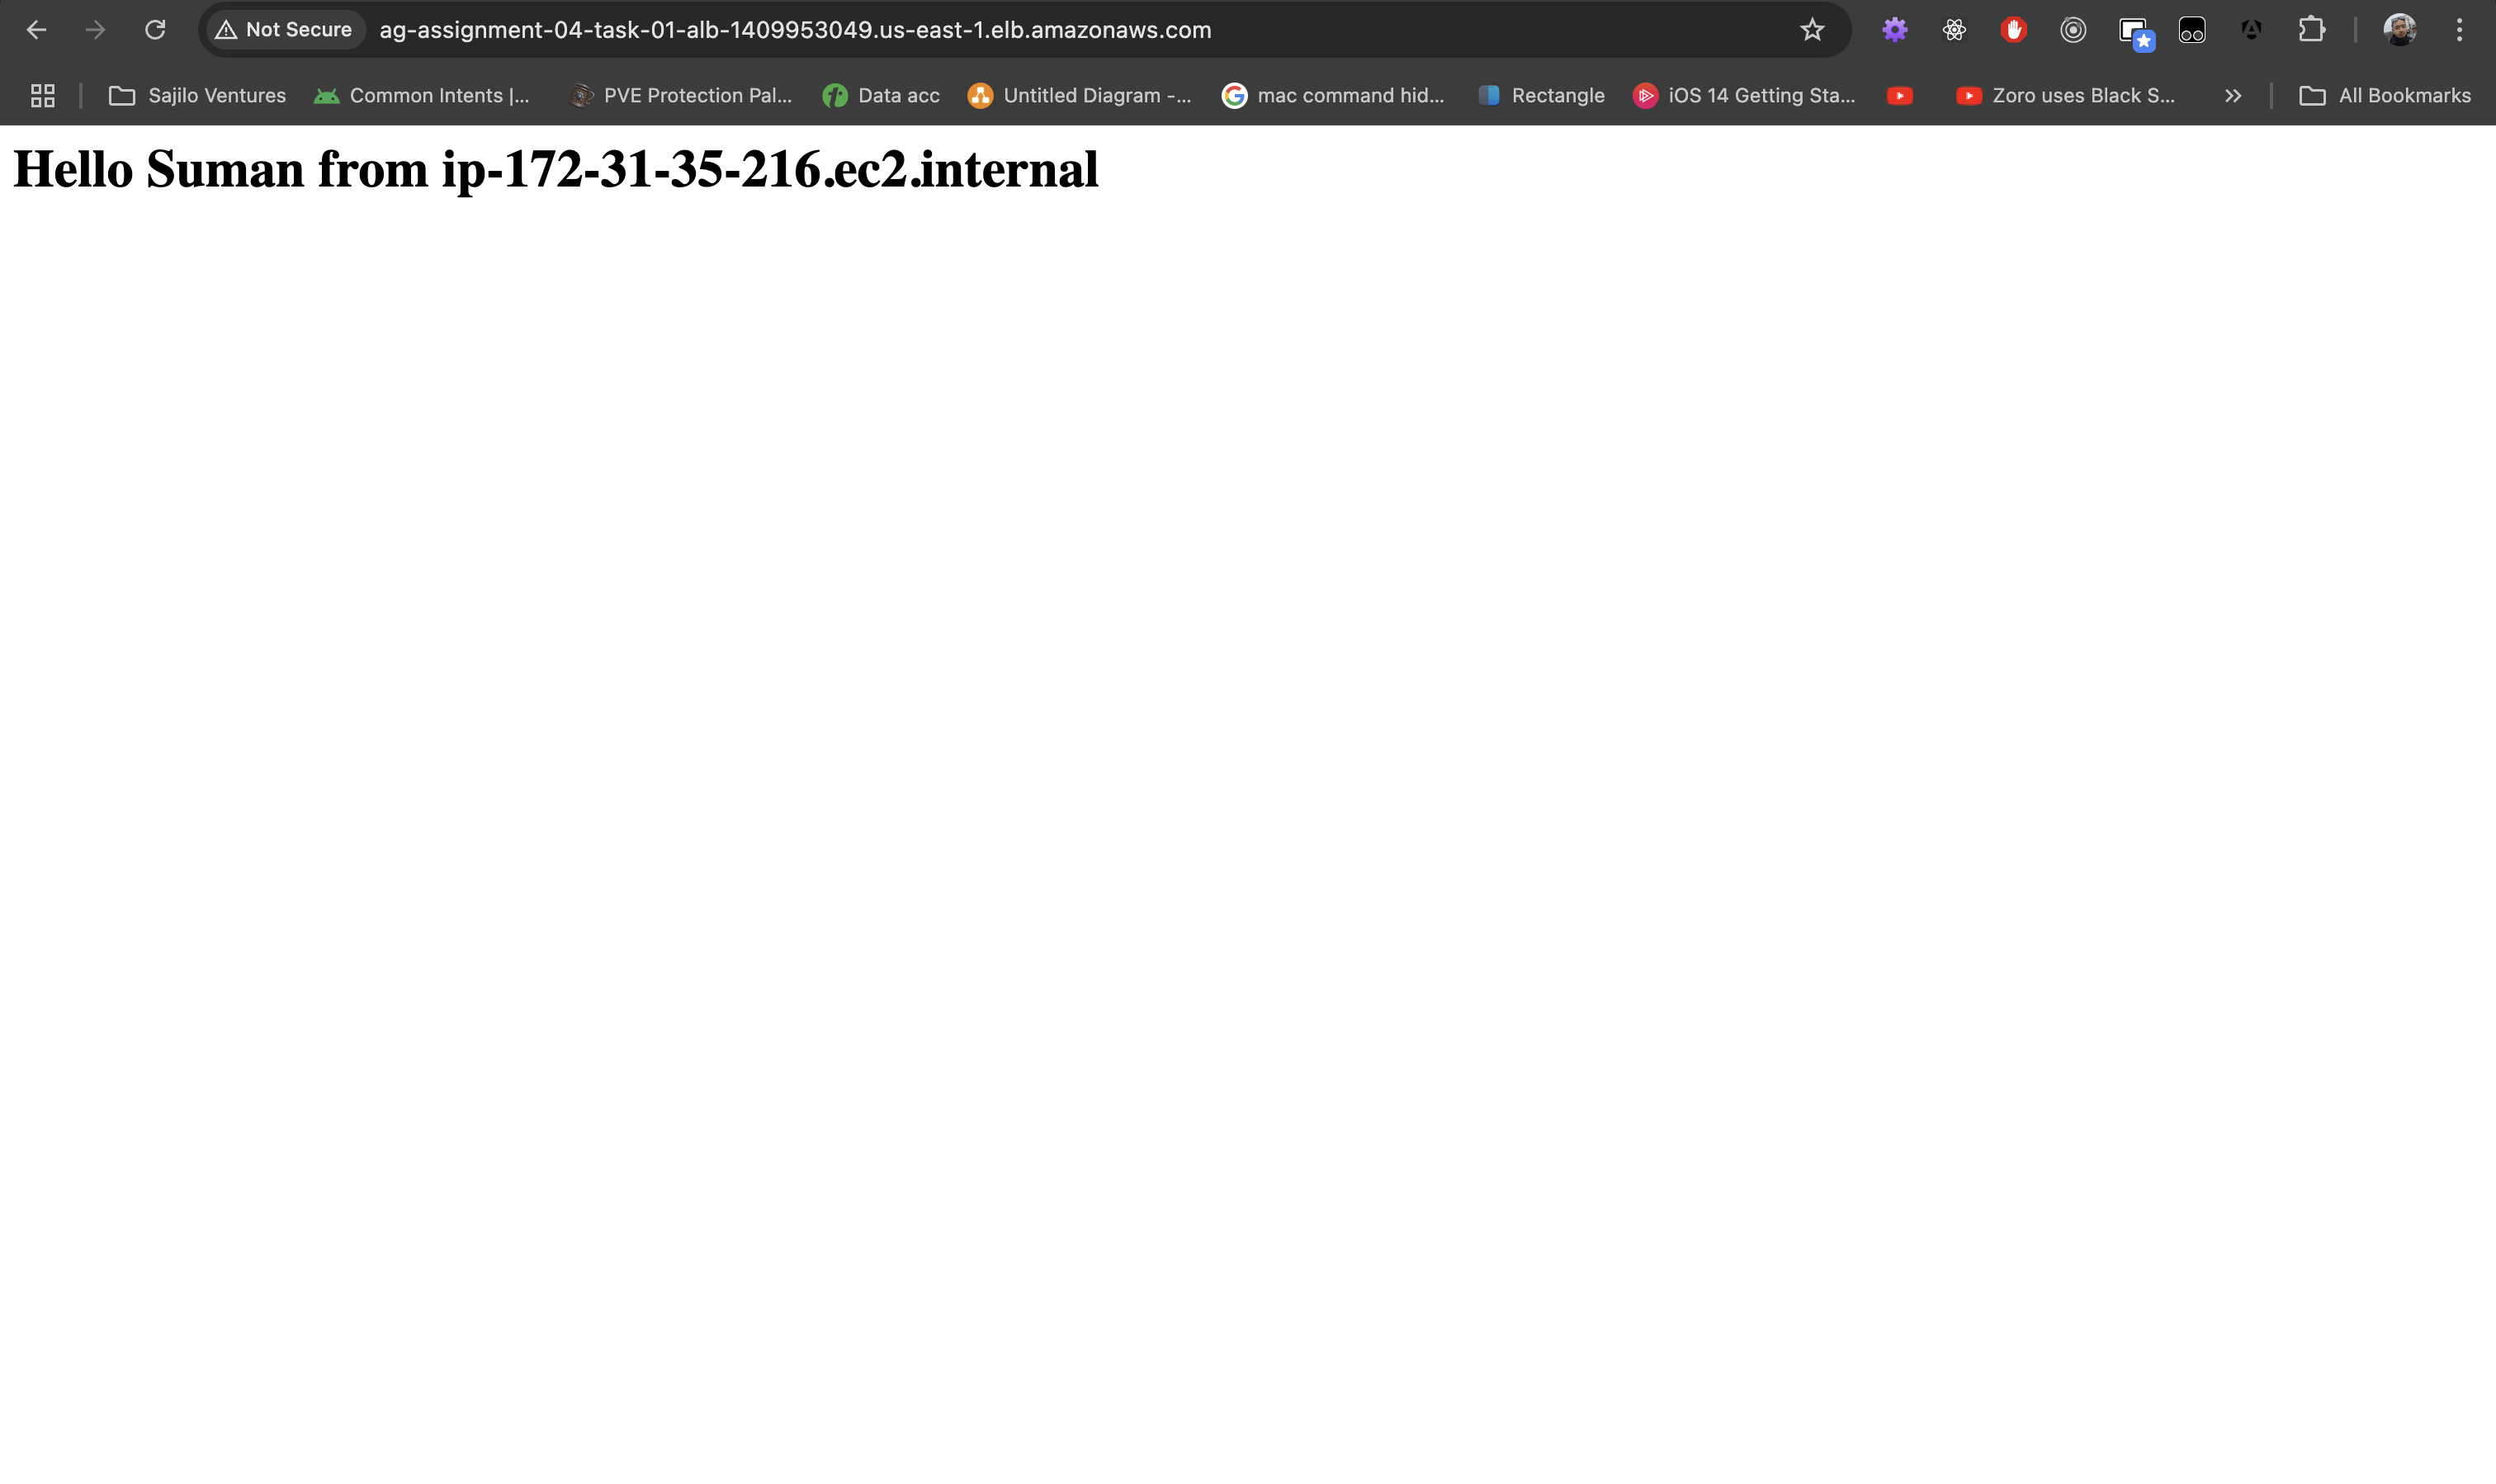 Not Secure ag-assignment-04-task-01-alb-1409953049.us-east-1.elb.amazonaws.com
Sajilo Ventures Common Intents |... PVE Protection Pal... Data acc Untitled Diagram -... mac command hid... Rectangle iOS 14 Getting Sta... Zoro uses Black S... All Bookmarks
Hello Suman from ip-172-31-35-216.ec2.internal